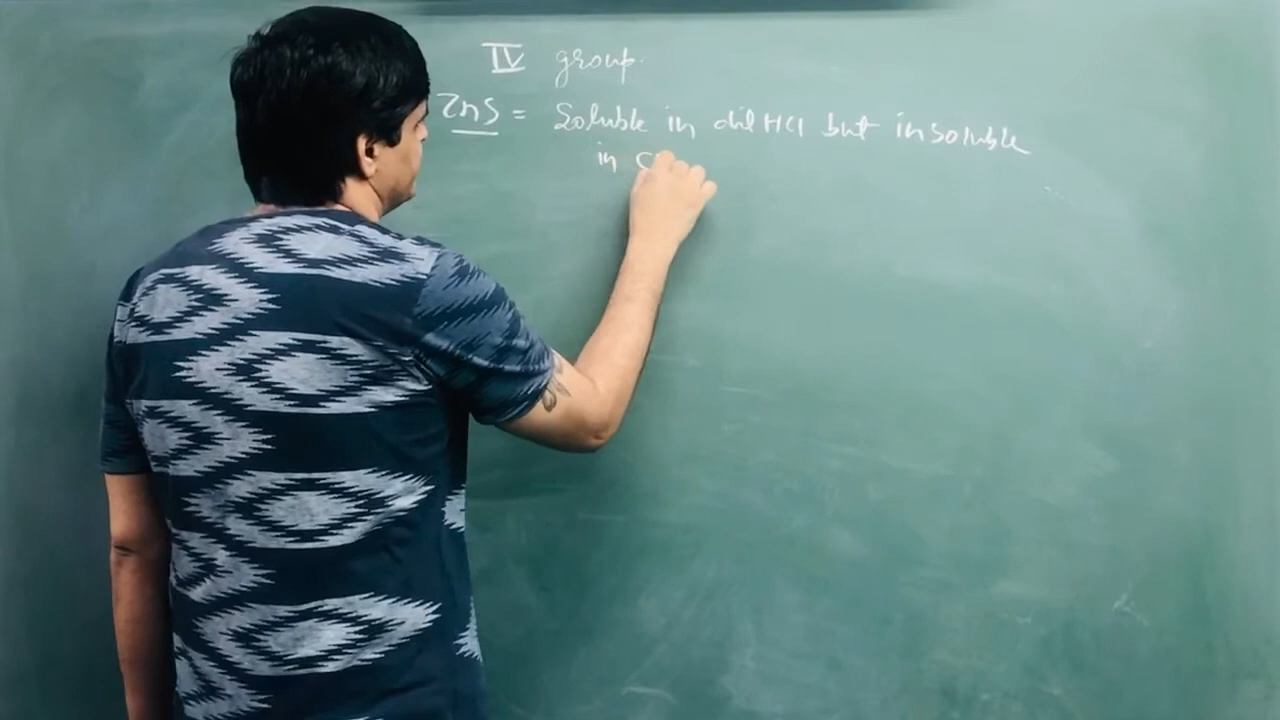 IV group.
ZnS = Soluble in dil HCl but insoluble
in C